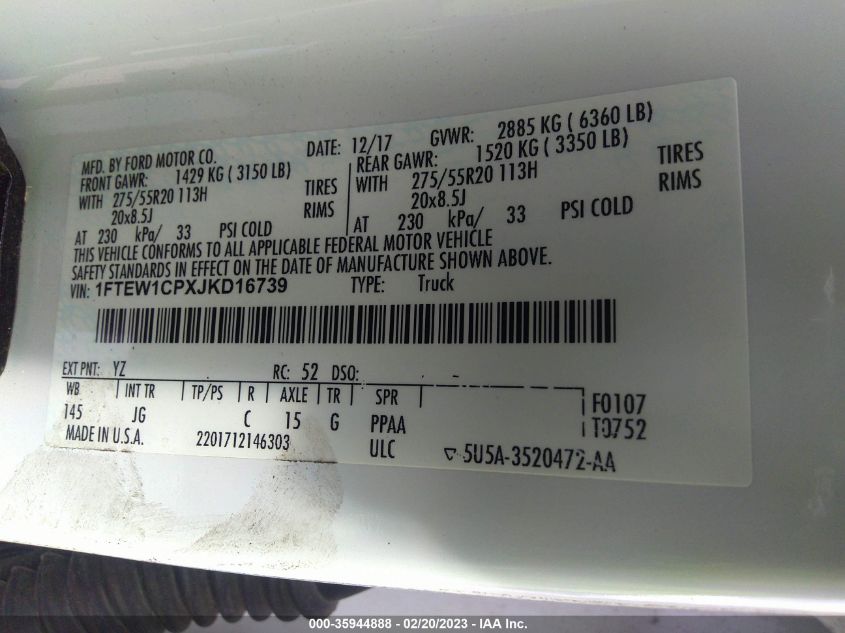 MFD. BY FORD MOTOR CO. DATE: 12/17 GVWR: 2885 KG ( 6360 LB)
FRONT GAWR: 1429 KG ( 3150 LB) REAR GAWR: 1520 KG ( 3350 LB)
WITH 275/55R20 113H TIRES WITH 275/55R20 113H TIRES
20x8.5J RIMS 20x8.5J RIMS
AT 230 kPa/ 33 PSI COLD AT 230 kPa/ 33 PSI COLD
THIS VEHICLE CONFORMS TO ALL APPLICABLE FEDERAL MOTOR VEHICLE
SAFETY STANDARDS IN EFFECT ON THE DATE OF MANUFACTURE SHOWN ABOVE.
VIN: 1FTEW1CPXJKD16739 TYPE: Truck
EXT PNT: YZ RC: 52 DSO:
WB INT TR TP/PS R AXLE TR SPR F0107
145 JG C 15 G PPAA T0752
MADE IN U.S.A. 2201712146303 ULC 5U5A-3520472-AA
000-35944888 - 02/20/2023 - IAA Inc.